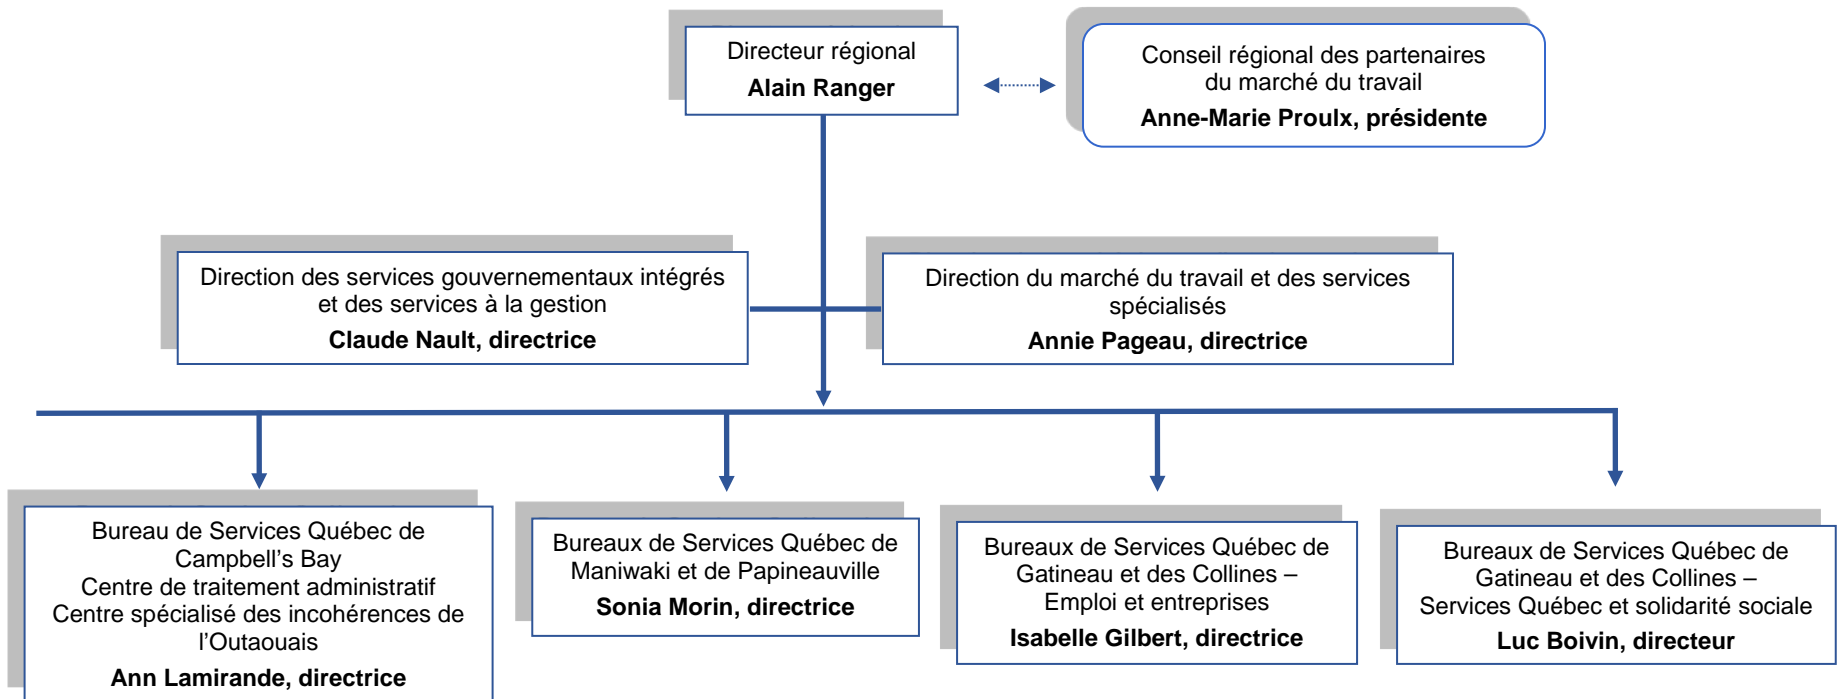 Directeur régional
Alain Ranger
Conseil régional des partenaires
du marché du travail
Anne-Marie Proulx, présidente
Direction des services gouvernementaux intégrés
et des services à la gestion
Claude Nault, directrice
Direction du marché du travail et des services
spécialisés
Annie Pageau, directrice
Bureau de Services Québec de
Campbell’s Bay
Centre de traitement administratif
Centre spécialisé des incohérences de
l’Outaouais
Ann Lamirande, directrice
Bureaux de Services Québec de
Maniwaki et de Papineauville
Sonia Morin, directrice
Bureaux de Services Québec de
Gatineau et des Collines –
Emploi et entreprises
Isabelle Gilbert, directrice
Bureaux de Services Québec de
Gatineau et des Collines –
Services Québec et solidarité sociale
Luc Boivin, directeur